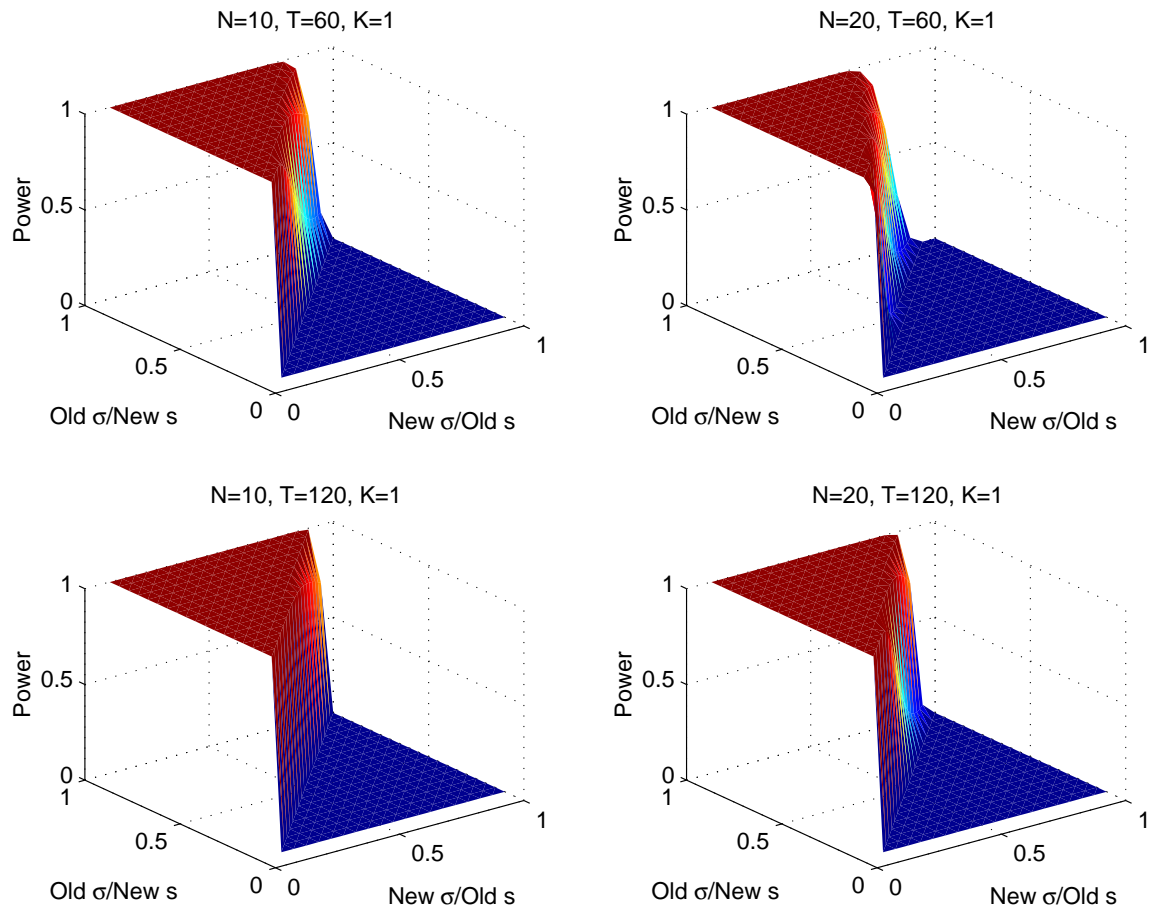 N=10, T=60, K=1
1
0.5
0
Power
1
0.5
0
Old σ/New s
0
0.5
1
New σ/Old s
N=20, T=60, K=1
1
0.5
0
Power
1
0.5
0
Old σ/New s
0
0.5
1
New σ/Old s
N=10, T=120, K=1
1
0.5
0
Power
1
0.5
0
Old σ/New s
0
0.5
1
New σ/Old s
N=20, T=120, K=1
1
0.5
0
Power
1
0.5
0
Old σ/New s
0
0.5
1
New σ/Old s